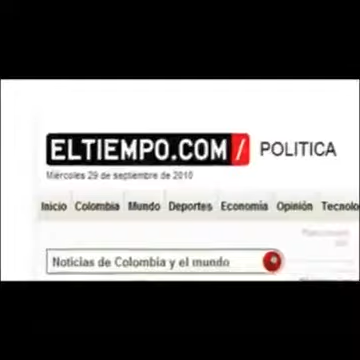 ELTIEMPO.COM / POLITICA
Miércoles 29 de septiembre de 2010
Inicio Colombia Mundo Deportes Economía Opinión Tecnolo
Noticias de Colombia y el mundo